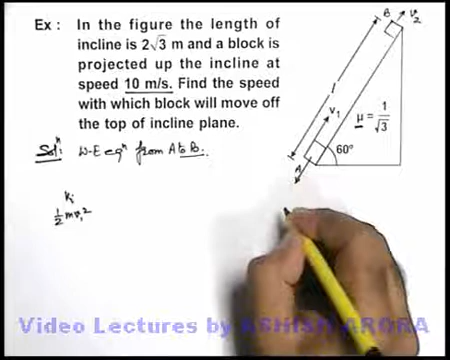 Ex : In the figure the length of
incline is 2√3 m and a block is
projected up the incline at
speed 10 m/s. Find the speed
with which block will move off
the top of incline plane.
Solⁿ: W-E eqⁿ from A to B.
kᵢ
½ mv₁²
B
v₂
l
v₁
μ = 1/√3
60°
A
Video Lectures by ASHISH ARORA